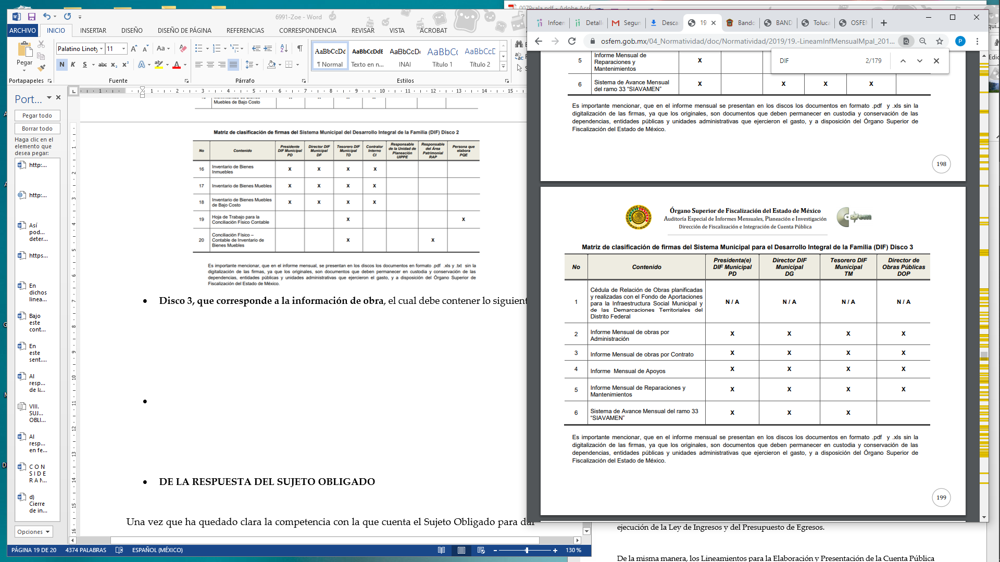 0079xala.pdf - Adobe Acro
6991-Zoe - Word
ARCHIVO INICIO INSERTAR DISEÑO DISEÑO DE PÁGINA REFERENCIAS CORRESPONDENCIA REVISAR VISTA ACROBAT
Pegar
Palatino Linoty 11
N K S abc x₂ x²
Portapapeles Fuente Párrafo Estilos
AaBbCcDd AaBbCcDdE AaBbCcDc AaBbCcD AaBbCcD
¶ Normal Texto en n... INAI Título 1 Título 2
Port...
Pegar todo
Borrar todo
Haga clic en el
elemento que
desea pegar:
http:...
http:...
Así
pod...
deter...
https...
En
dichos
linea...
Bajo
este
cont...
En
este
sent....
Al
resp...
de la...
VIII.
SUJ...
OBLI...
Al
resp...
en fe...
C O N
S I D E
R A N...
d)
Cierre
de in...
Opciones
Muebles de Bajo Costo
Matriz de clasificación de firmas del Sistema Municipal del Desarrollo Integral de la Familia (DIF) Disco 2
No Contenido Presidente DIF Municipal PD Director DIF Municipal DF Tesorero DIF Municipal TD Contralor Interno CI Responsable de la Unidad de Planeación UIPPE Responsable del Área Patrimonial RAP Persona que elabora PQE
16 Inventario de Bienes Inmuebles X X X X
17 Inventario de Bienes Muebles X X X X
18 Inventario de Bienes Muebles de Bajo Costo X X X X
19 Hoja de Trabajo para la Conciliación Físico Contable X X
20 Conciliación Físico – Contable de Inventario de Bienes Muebles X X
Es importante mencionar, que en el informe mensual, se presentan en los discos los documentos en formato .pdf .xls y .txt sin la
digitalización de las firmas, ya que los originales, son documentos que deben permanecer en custodia y conservación de las
dependencias, entidades públicas y unidades administrativas que ejercieron el gasto, y a disposición del Órgano Superior de
Fiscalización del Estado de México.
• Disco 3, que corresponde a la información de obra, el cual debe contener lo siguient
•
• DE LA RESPUESTA DEL SUJETO OBLIGADO
Una vez que ha quedado clara la competencia con la que cuenta el Sujeto Obligado para dar
PÁGINA 19 DE 20 4374 PALABRAS ESPAÑOL (MÉXICO) 130 %
Infoen Detall Segun Desca 19 Bando BAND Toluca OSFEM
osfem.gob.mx/04_Normatividad/doc/Normatividad/2019/19.-LineamInfMensualMpal_201... P
DIF 2/179
5 Informe Mensual de Reparaciones y Mantenimientos X
6 Sistema de Avance Mensual del ramo 33 "SIAVAMEN" X X X X
Es importante mencionar, que en el informe mensual se presentan en los discos los documentos en formato .pdf y .xls sin la
digitalización de las firmas, ya que los originales, son documentos que deben permanecer en custodia y conservación de las
dependencias, entidades públicas y unidades administrativas que ejercieron el gasto, y a disposición del Órgano Superior de
Fiscalización del Estado de México.
198
Órgano Superior de Fiscalización del Estado de México
Auditoría Especial de Informes Mensuales, Planeación e Investigación
Dirección de Fiscalización e Integración de Cuenta Pública
osfem
Matriz de clasificación de firmas del Sistema Municipal para el Desarrollo Integral de la Familia (DIF) Disco 3
No Contenido Presidenta(e) DIF Municipal PD Director DIF Municipal DG Tesorero DIF Municipal TM Director de Obras Públicas DOP
1 Cédula de Relación de Obras planificadas y realizadas con el Fondo de Aportaciones para la Infraestructura Social Municipal y de las Demarcaciones Territoriales del Distrito Federal N / A N / A N / A N / A
2 Informe Mensual de obras por Administración X X X X
3 Informe Mensual de obras por Contrato X X X X
4 Informe Mensual de Apoyos X X X X
5 Informe Mensual de Reparaciones y Mantenimientos X X X X
6 Sistema de Avance Mensual del ramo 33 "SIAVAMEN" X X X
Es importante mencionar, que en el informe mensual se presentan en los discos los documentos en formato .pdf y .xls sin la
digitalización de las firmas, ya que los originales, son documentos que deben permanecer en custodia y conservación de las
dependencias, entidades públicas y unidades administrativas que ejercieron el gasto, y a disposición del Órgano Superior de
Fiscalización del Estado de México.
199
ejecución de la Ley de Ingresos y del Presupuesto de Egresos.
De la misma manera, los Lineamientos para la Elaboración y Presentación de la Cuenta Pública